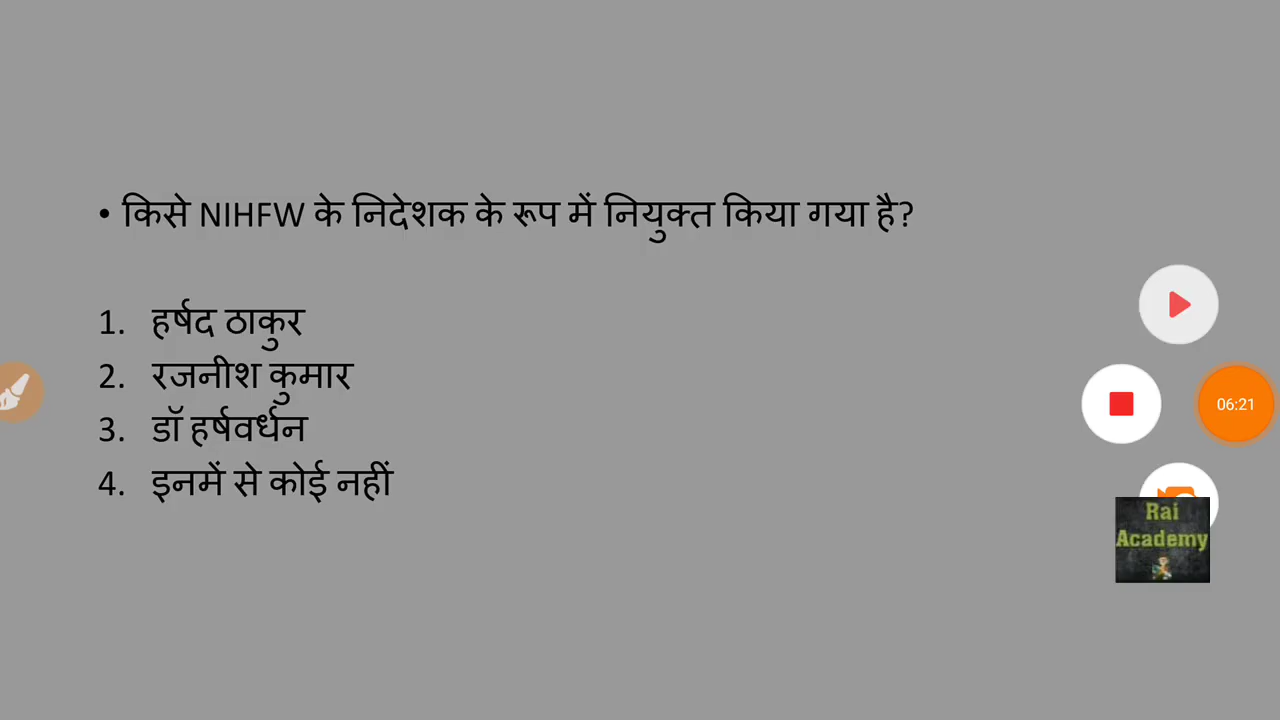 • किसे NIHFW के निदेशक के रूप में नियुक्त किया गया है?
1. हर्षद ठाकुर
2. रजनीश कुमार
3. डॉ हर्षवर्धन
4. इनमें से कोई नहीं
06:21
Rai
Academy